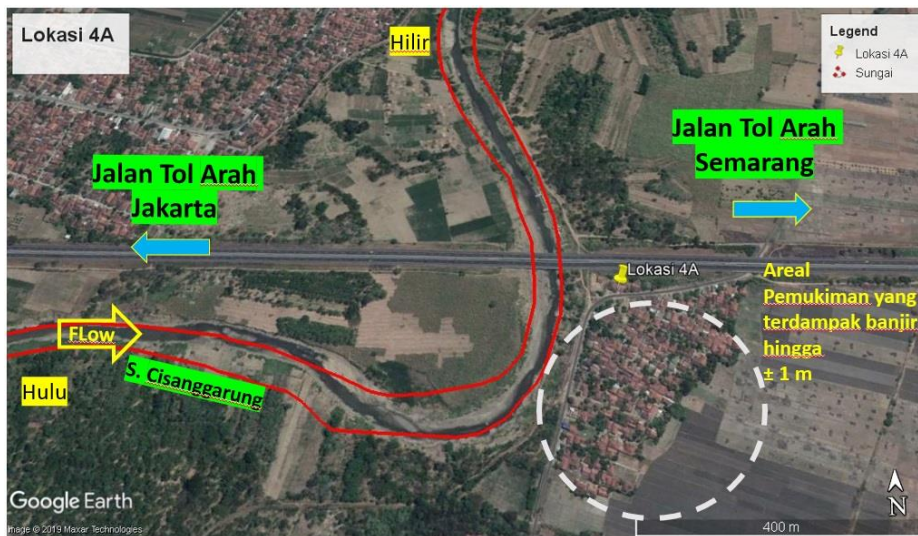 Lokasi 4A
Hilir
Legend
Lokasi 4A
Sungai
Jalan Tol Arah
Semarang
Jalan Tol Arah
Jakarta
Lokasi 4A
Areal
Pemukiman yang
terdampak banjir
hingga
± 1 m
FLow
S. Cisanggarung
Hulu
Google Earth
Image © 2019 Maxar Technologies
N
400 m